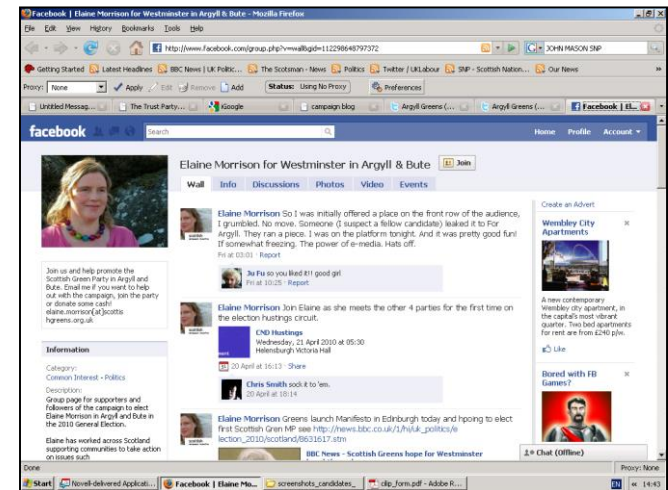 Facebook | Elaine Morrison for Westminster in Argyll & Bute - Mozilla Firefox
File Edit View History Bookmarks Tools Help
http://www.facebook.com/group.php?v=wall&gid=112298648797372
JOHN MASON SNP
Getting Started Latest Headlines BBC News | UK Politic... The Scotsman - News Politics Twitter / UKLabour SNP - Scottish Nation... Our News
Proxy: None Apply Edit Remove Add Status: Using No Proxy Preferences
Untitled Messag... The Trust Party... iGoogle campaign blog Argyll Greens (... Argyll Greens (... Facebook | El...
facebook Search Home Profile Account
Elaine Morrison for Westminster in Argyll & Bute Join
Wall Info Discussions Photos Video Events
Join us and help promote the
Scottish Green Party in Argyll and
Bute. Email me if you want to help
out with the campaign, join the party
or donate some cash!
elaine.morrison[at]scottis
hgreens.org.uk
Information
Category:
Common Interest - Politics
Description:
Group page for supporters and
followers of the campaign to elect
Elaine Morrison in Argyll and Bute in
the 2010 General Election.
Elaine has worked across Scotland
supporting communities to take action
on issues such
Elaine Morrison So I was initially offered a place on the front row of the audience,
I grumbled. No move. Someone (I suspect a fellow candidate) leaked it to For
Argyll. They ran a piece. I was on the platform tonight. And it was pretty good fun!
If somewhat freezing. The power of e-media. Hats off.
Fri at 03:01 · Report
Ju Fu so you liked it!! good girl
Fri at 10:25 · Report
Elaine Morrison Join Elaine as she meets the other 4 parties for the first time on
the election hustings circuit.
CND Hustings
Wednesday, 21 April 2010 at 05:30
Helensburgh Victoria Hall
20 April at 16:13 · Share
Chris Smith sock it to 'em.
20 April at 18:14
Elaine Morrison Greens launch Manifesto in Edinburgh today and hpoing to elect
first Scottish Gren MP see http://news.bbc.co.uk/1/hi/uk_politics/e
lection_2010/scotland/8631617.stm
BBC News - Scottish Greens hope for Westminster
Create an Advert
Wembley City
Apartments
A new contemporary
Wembley city apartment, in
the capital's most vibrant
quarter. Two bed apartments
for rent are from £240 p/w.
Like
Bored with FB
Games?
Chat (Offline)
Done Proxy: None
Start Novell-delivered Applicati... Facebook | Elaine Mo... screenshots_candidates_ clip_form.pdf - Adobe R... EN 14:43